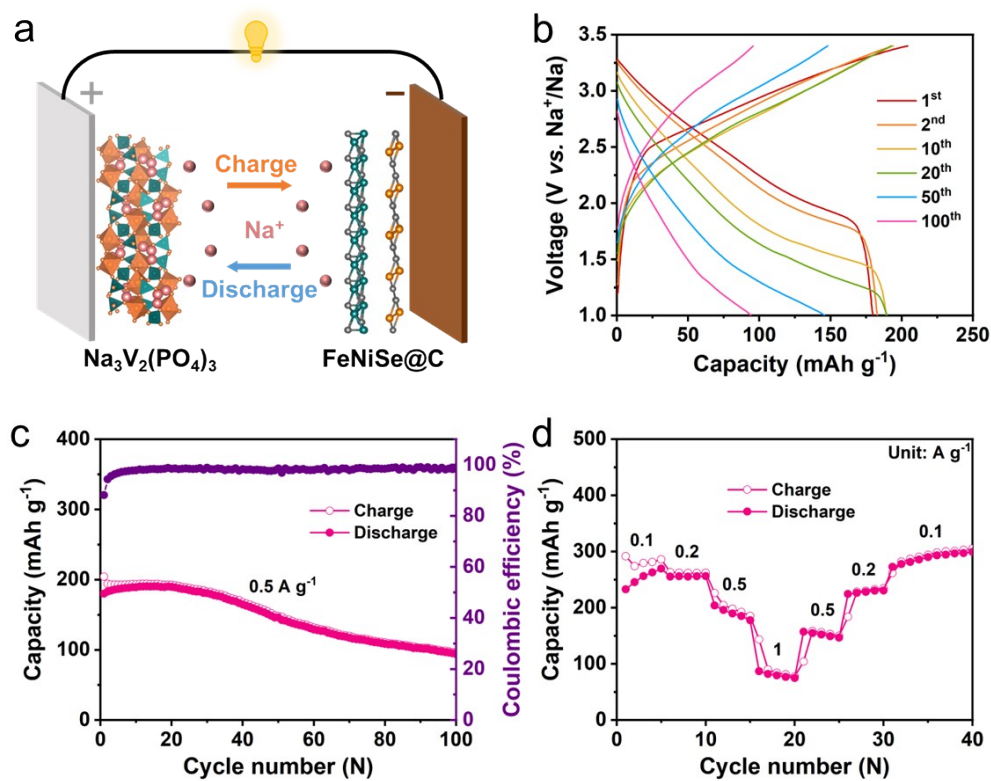 a
+
−
Charge
Na⁺
Discharge
Na₃V₂(PO₄)₃
FeNiSe@C
b
Voltage (V vs. Na⁺/Na)
3.5
3.0
2.5
2.0
1.5
1.0
1ˢᵗ
2ⁿᵈ
10ᵗʰ
20ᵗʰ
50ᵗʰ
100ᵗʰ
0 50 100 150 200 250
Capacity (mAh g⁻¹)
c
Capacity (mAh g⁻¹)
400
300
200
100
0
Charge
Discharge
0.5 A g⁻¹
100
80
60
40
20
0
Coulombic efficiency (%)
0 20 40 60 80 100
Cycle number (N)
d
Capacity (mAh g⁻¹)
500
400
300
200
100
0
Unit: A g⁻¹
Charge
Discharge
0.1
0.2
0.5
1
0.5
0.2
0.1
0 10 20 30 40
Cycle number (N)